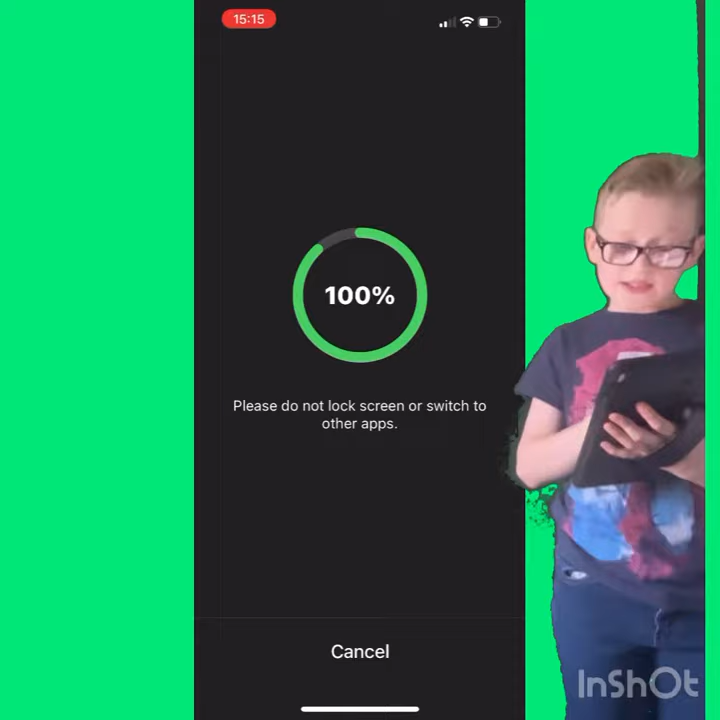 15:15
100%
Please do not lock screen or switch to
other apps.
Cancel
InShOt